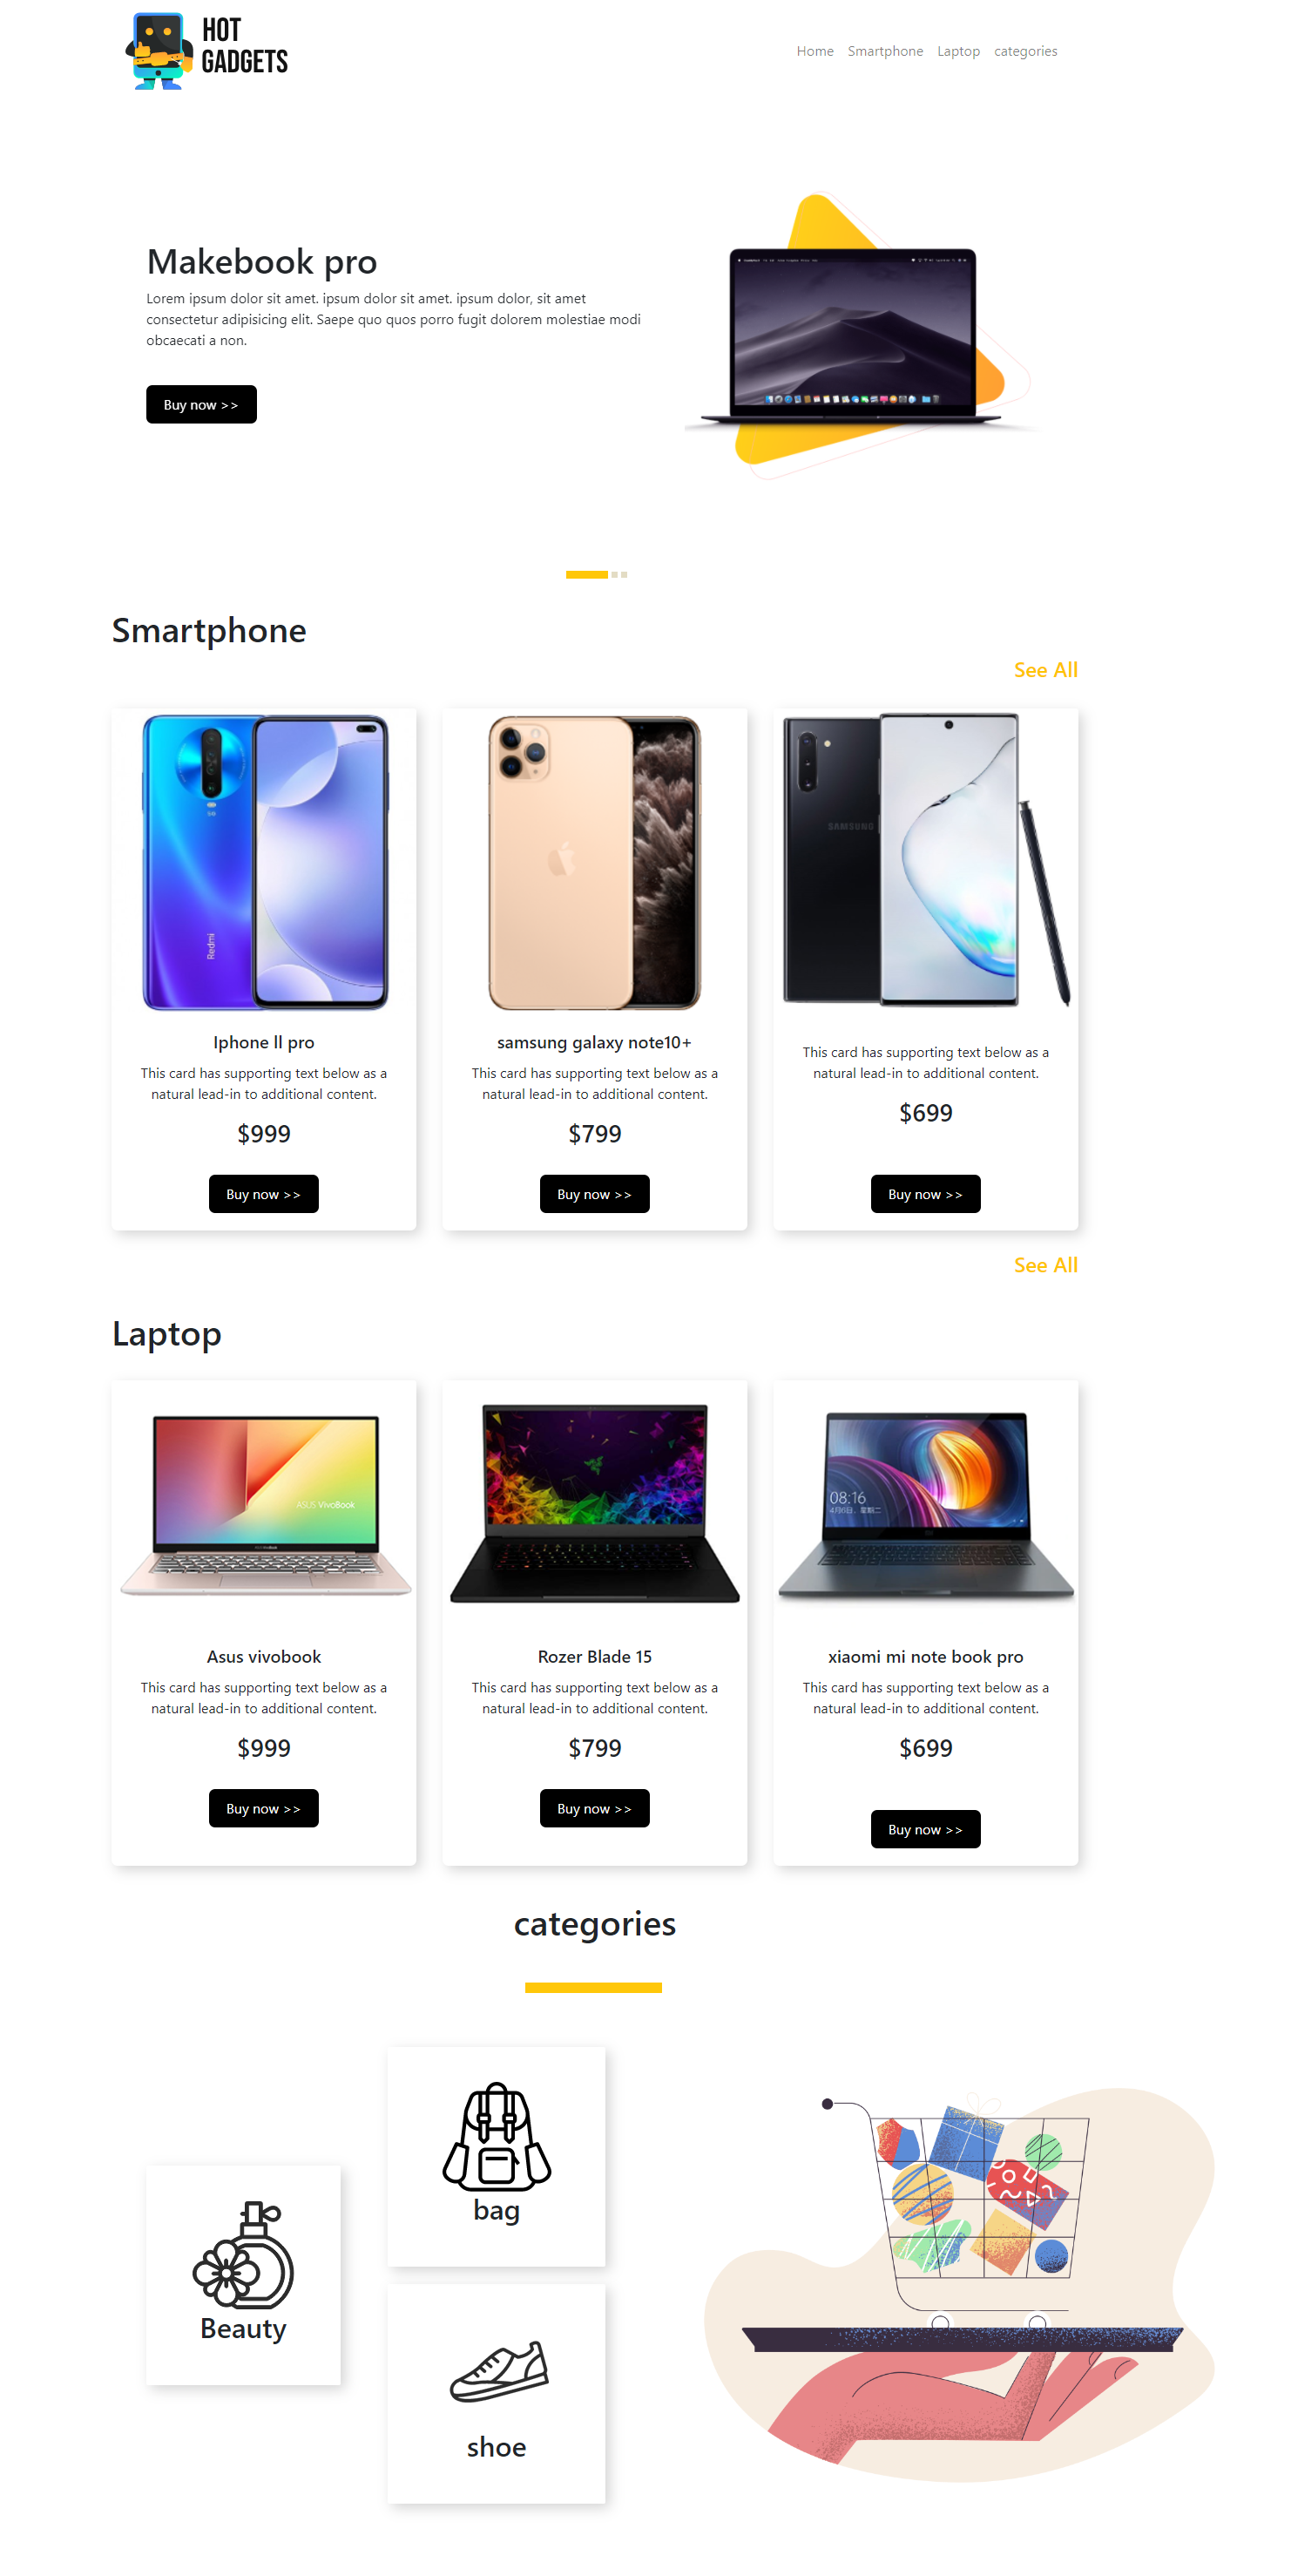 HOT
GADGETS
Home Smartphone Laptop categories
Makebook pro
Lorem ipsum dolor sit amet. ipsum dolor sit amet. ipsum dolor, sit amet
consectetur adipisicing elit. Saepe quo quos porro fugit dolorem molestiae modi
obcaecati a non.
Buy now >>
Smartphone
See All
Redmi
SAMSUNG
Iphone ll pro
This card has supporting text below as a
natural lead-in to additional content.
$999
Buy now >>
samsung galaxy note10+
This card has supporting text below as a
natural lead-in to additional content.
$799
Buy now >>
This card has supporting text below as a
natural lead-in to additional content.
$699
Buy now >>
See All
Laptop
ASUS VivoBook
08:16
4月6日, 星期二
Asus vivobook
This card has supporting text below as a
natural lead-in to additional content.
$999
Buy now >>
Rozer Blade 15
This card has supporting text below as a
natural lead-in to additional content.
$799
Buy now >>
xiaomi mi note book pro
This card has supporting text below as a
natural lead-in to additional content.
$699
Buy now >>
categories
bag
Beauty
shoe